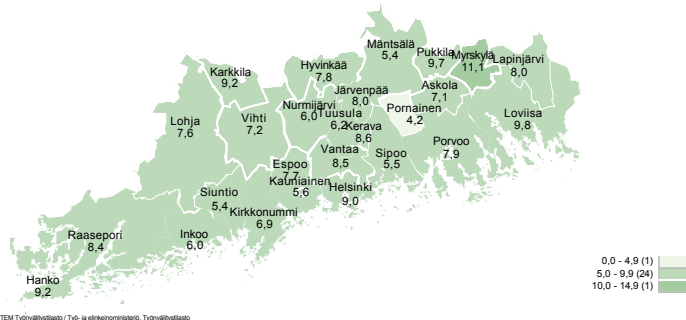 Mäntsälä
5,4
Pukkila
9,7
Myrskylä
11,1
Lapinjärvi
8,0
Karkkila
9,2
Hyvinkää
7,8
Askola
7,1
Järvenpää
8,0
Nurmijärvi
6,0
Tuusula
6,2
Pornainen
4,2
Loviisa
9,8
Lohja
7,6
Vihti
7,2
Kerava
8,6
Porvoo
7,9
Vantaa
8,5
Sipoo
5,5
Espoo
7,7
Kauniainen
5,6
Helsinki
9,0
Siuntio
5,4
Kirkkonummi
6,9
Raasepori
8,4
Inkoo
6,0
Hanko
9,2
0,0 - 4,9 (1)
5,0 - 9,9 (24)
10,0 - 14,9 (1)
TEM Työnvälitystilasto / Työ- ja elinkeinoministeriö, Työnvälitystilasto